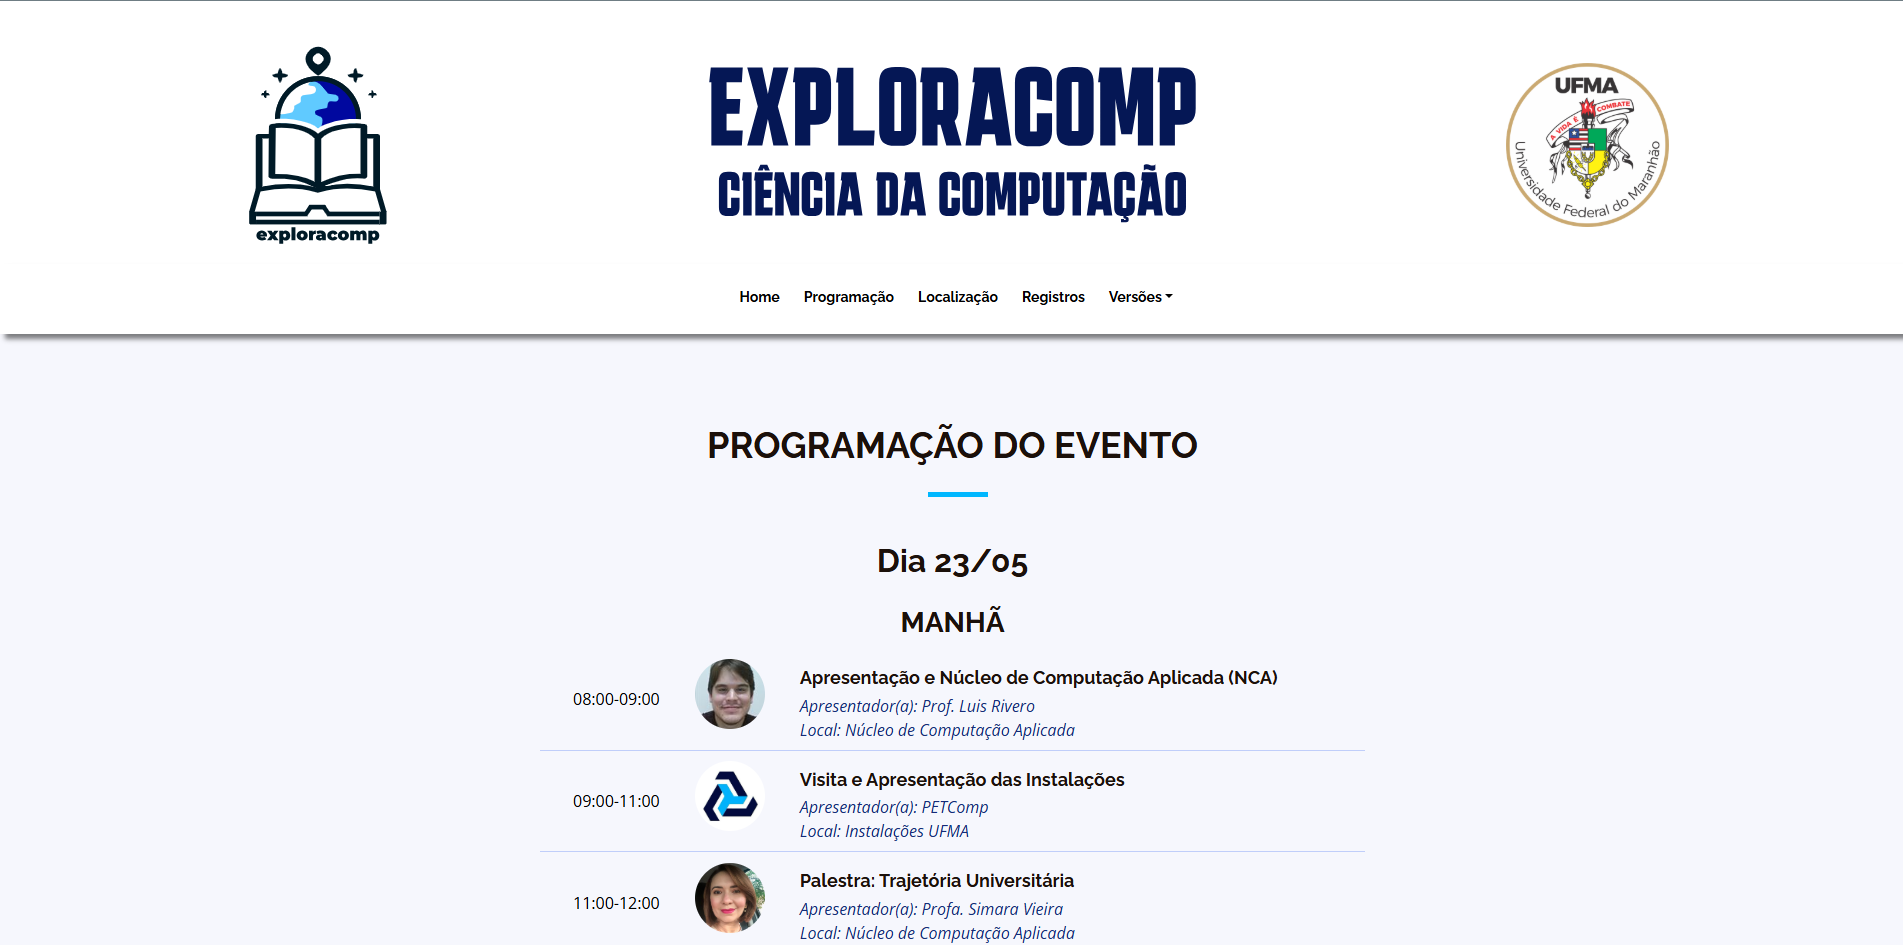 exploracomp
EXPLORACOMP
CIÊNCIA DA COMPUTAÇÃO
UFMA
A VIDA É COMBATE
Universidade Federal do Maranhão
Home Programação Localização Registros Versões
PROGRAMAÇÃO DO EVENTO
Dia 23/05
MANHÃ
08:00-09:00
Apresentação e Núcleo de Computação Aplicada (NCA)
Apresentador(a): Prof. Luis Rivero
Local: Núcleo de Computação Aplicada
09:00-11:00
Visita e Apresentação das Instalações
Apresentador(a): PETComp
Local: Instalações UFMA
11:00-12:00
Palestra: Trajetória Universitária
Apresentador(a): Profa. Simara Vieira
Local: Núcleo de Computação Aplicada